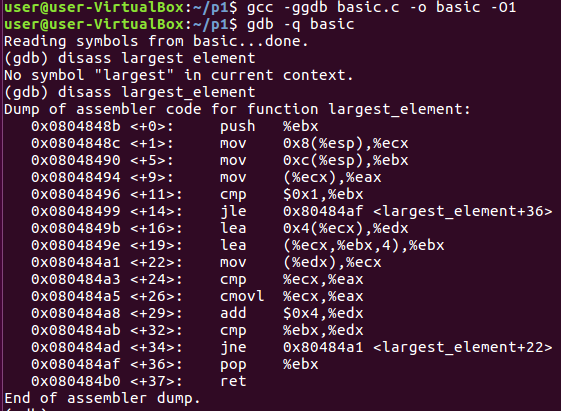 user@user-VirtualBox:~/p1$ gcc -ggdb basic.c -o basic -O1
user@user-VirtualBox:~/p1$ gdb -q basic
Reading symbols from basic...done.
(gdb) disass largest element
No symbol "largest" in current context.
(gdb) disass largest_element
Dump of assembler code for function largest_element:
   0x0804848b <+0>:     push   %ebx
   0x0804848c <+1>:     mov    0x8(%esp),%ecx
   0x08048490 <+5>:     mov    0xc(%esp),%ebx
   0x08048494 <+9>:     mov    (%ecx),%eax
   0x08048496 <+11>:    cmp    $0x1,%ebx
   0x08048499 <+14>:    jle    0x80484af <largest_element+36>
   0x0804849b <+16>:    lea    0x4(%ecx),%edx
   0x0804849e <+19>:    lea    (%ecx,%ebx,4),%ebx
   0x080484a1 <+22>:    mov    (%edx),%ecx
   0x080484a3 <+24>:    cmp    %ecx,%eax
   0x080484a5 <+26>:    cmovl  %ecx,%eax
   0x080484a8 <+29>:    add    $0x4,%edx
   0x080484ab <+32>:    cmp    %ebx,%edx
   0x080484ad <+34>:    jne    0x80484a1 <largest_element+22>
   0x080484af <+36>:    pop    %ebx
   0x080484b0 <+37>:    ret
End of assembler dump.